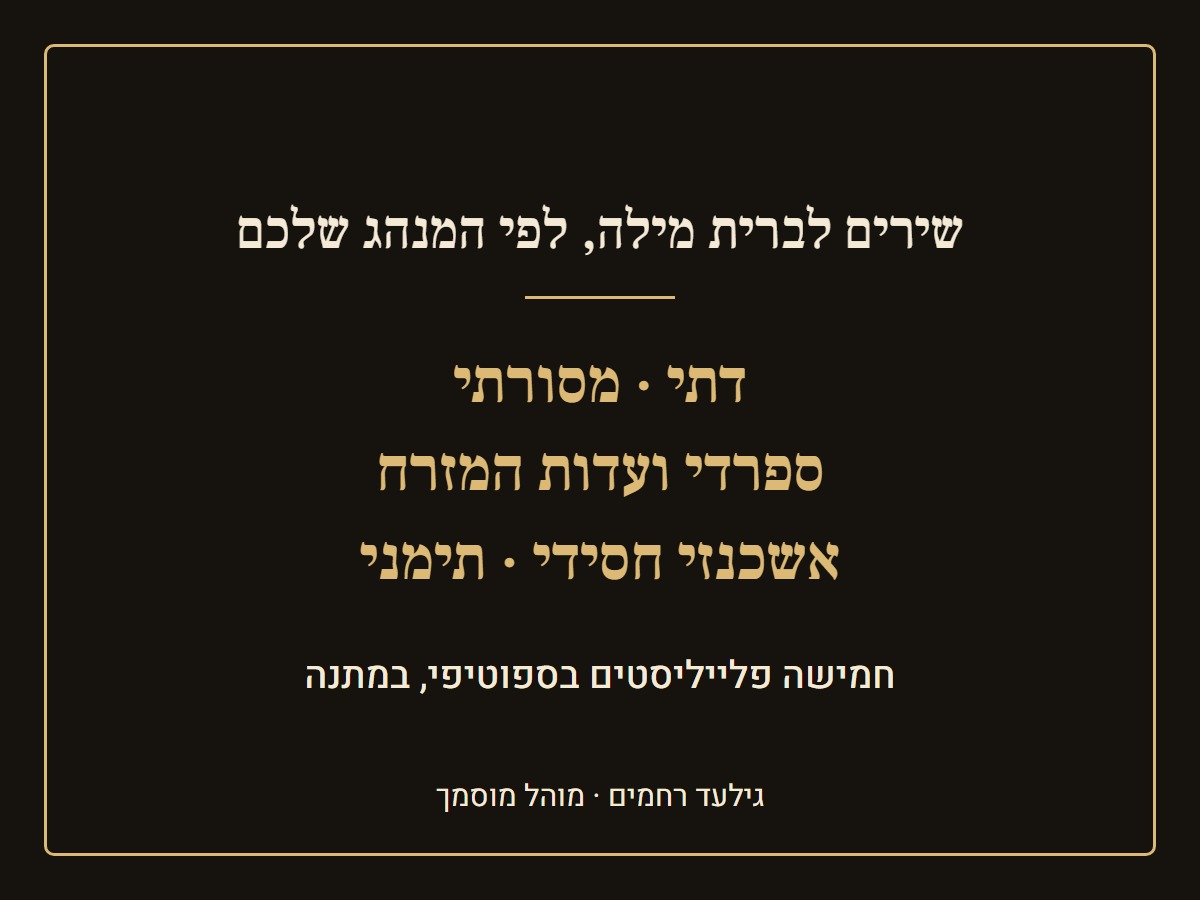 שירים לברית מילה, לפי המנהג שלכם
דתי · מסורתי
ספרדי ועדות המזרח
אשכנזי חסידי · תימני
חמישה פלייליסטים בספוטיפי, במתנה
גילעד רחמים · מוהל מוסמך